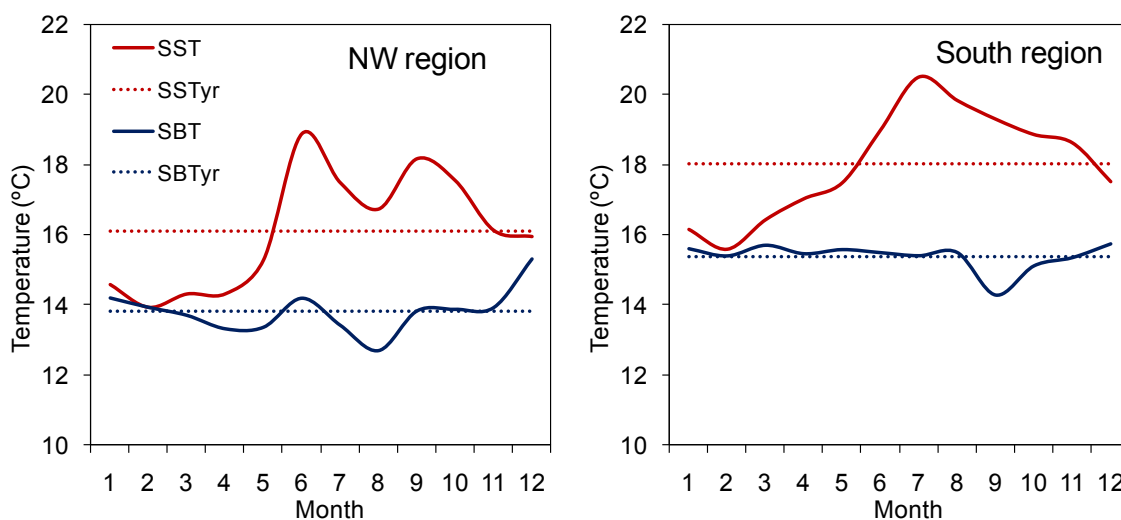 22
20
18
16
14
12
10
Temperature (°C)
SST
SSTyr
SBT
SBTyr
NW region
1 2 3 4 5 6 7 8 9 10 11 12
Month
22
20
18
16
14
12
10
Temperature (°C)
South region
1 2 3 4 5 6 7 8 9 10 11 12
Month